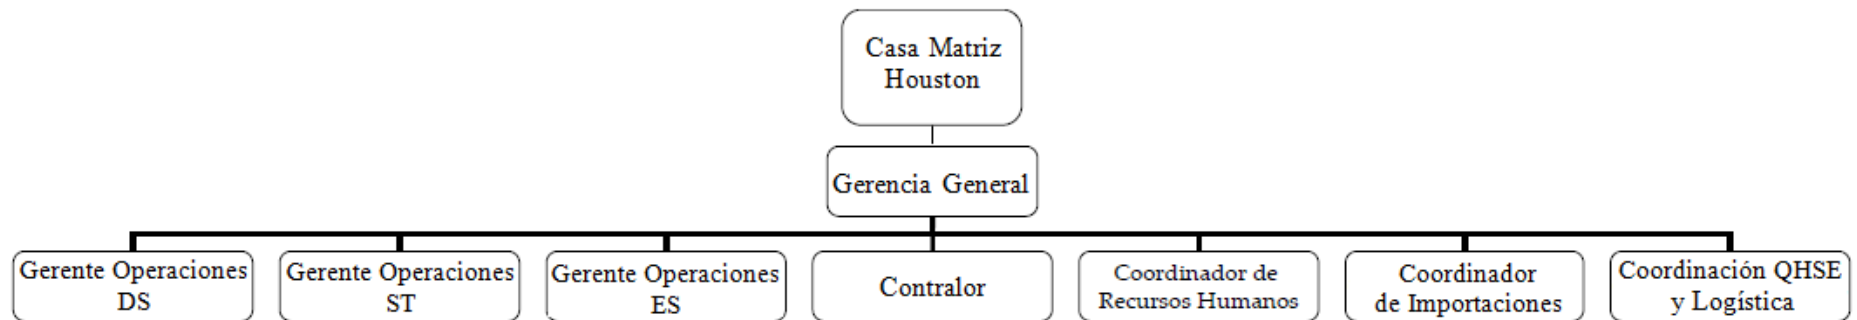 Casa Matriz
Houston
Gerencia General
Gerente Operaciones
DS
Gerente Operaciones
ST
Gerente Operaciones
ES
Contralor
Coordinador de
Recursos Humanos
Coordinador
de Importaciones
Coordinación QHSE
y Logística